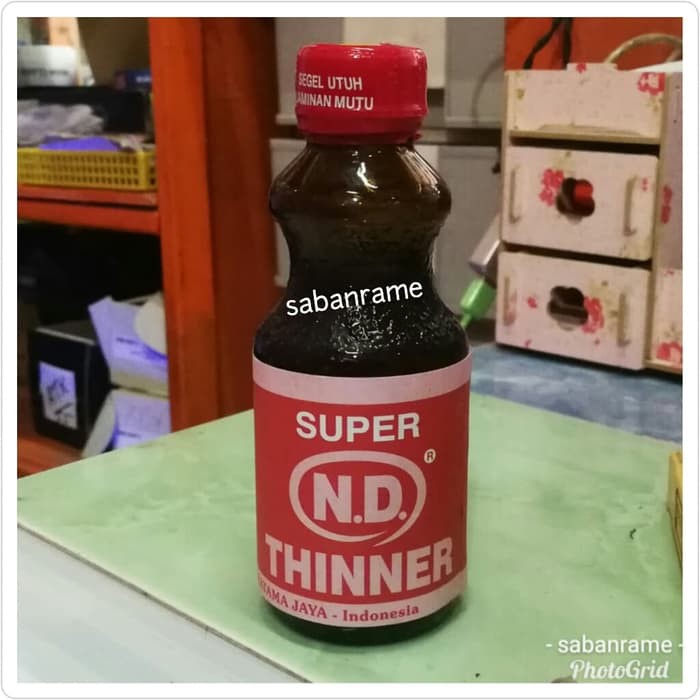 SEGEL UTUH
JAMINAN MUTU
sabanrame
SUPER
N.D.
®
THINNER
JAYA - Indonesia
- sabanrame -
PhotoGrid